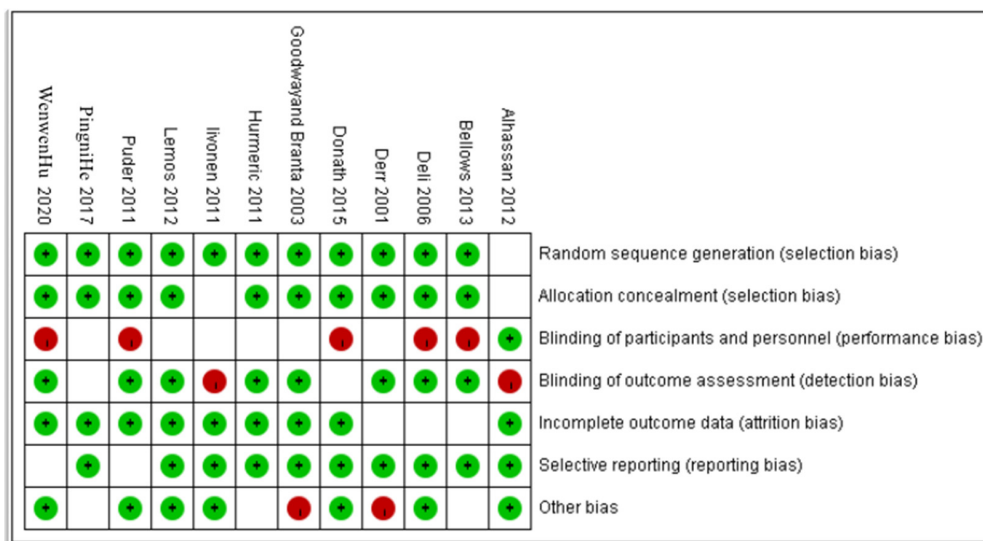 WenwenHu 2020
PingniHe 2017
Puder 2011
Lemos 2012
Iivonen 2011
Hurmeric 2011
Goodwayand Branta 2003
Donath 2015
Derr 2001
Deli 2006
Bellows 2013
Alhassan 2012
+ + + + + + + + + + + Random sequence generation (selection bias)
+ + + + + + + + + + Allocation concealment (selection bias)
- - - - - + Blinding of participants and personnel (performance bias)
+ + + - + + + + + - Blinding of outcome assessment (detection bias)
+ + + + + + + + + Incomplete outcome data (attrition bias)
+ + + + + + + + + + Selective reporting (reporting bias)
+ + + + - + - + + Other bias